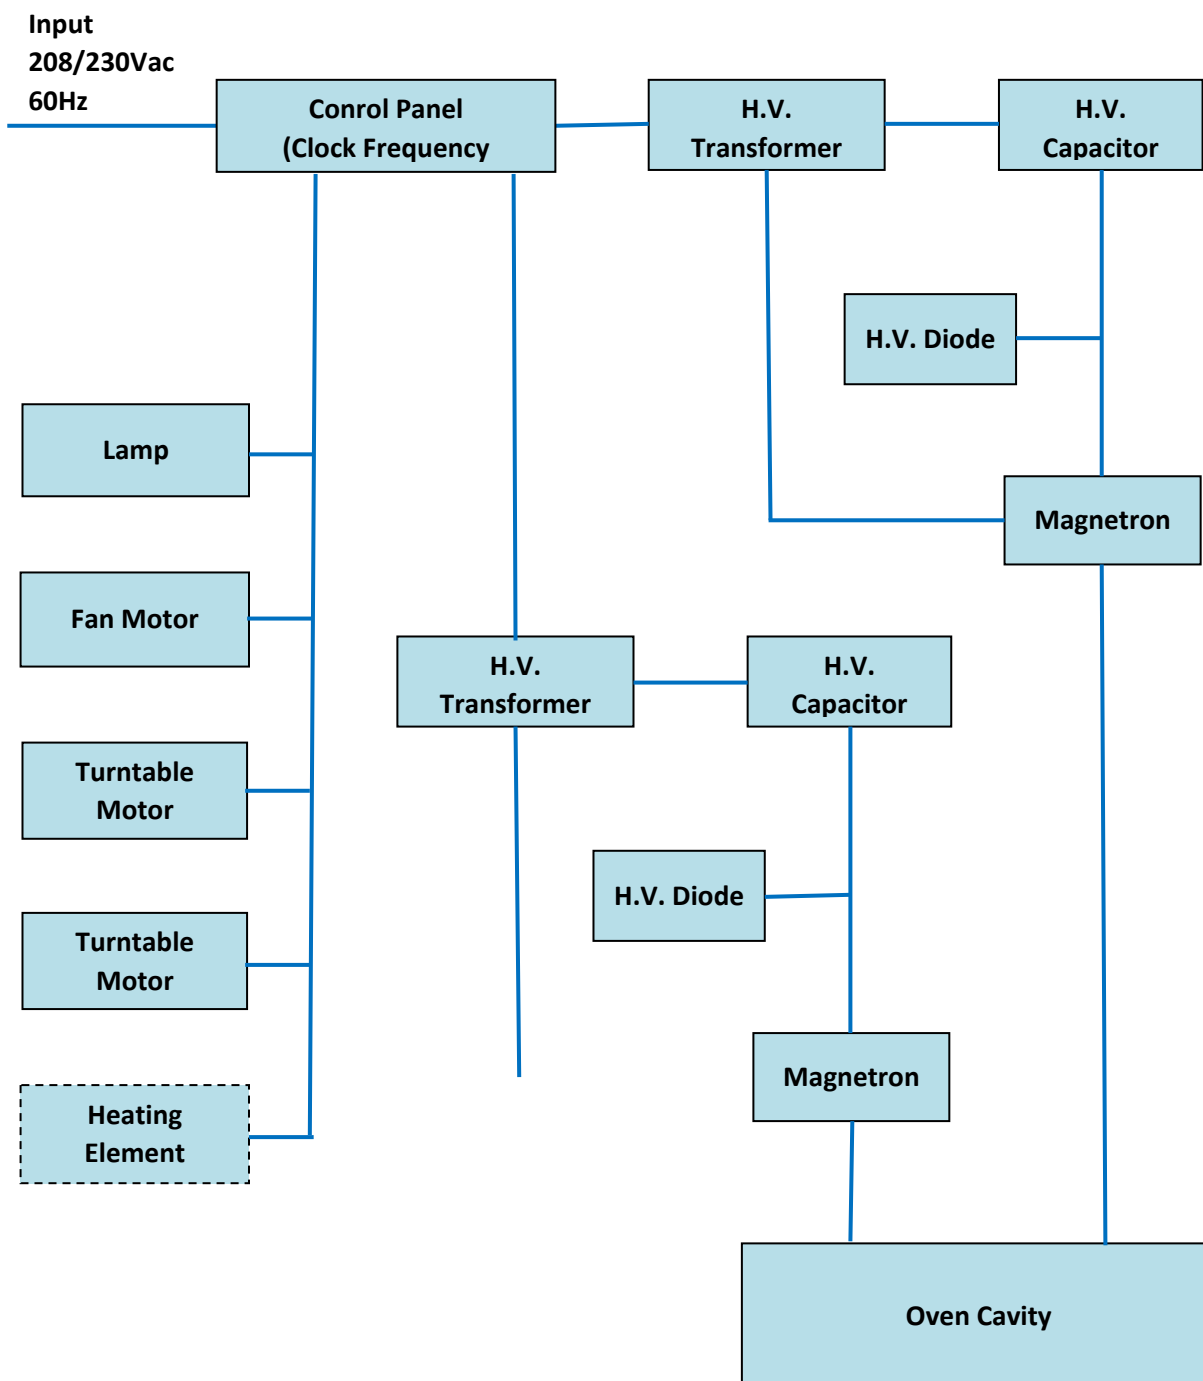 Input
208/230Vac
60Hz
Conrol Panel
(Clock Frequency
H.V.
Transformer
H.V.
Capacitor
H.V. Diode
Lamp
Magnetron
Fan Motor
H.V.
Transformer
H.V.
Capacitor
Turntable
Motor
H.V. Diode
Turntable
Motor
Magnetron
Heating
Element
Oven Cavity